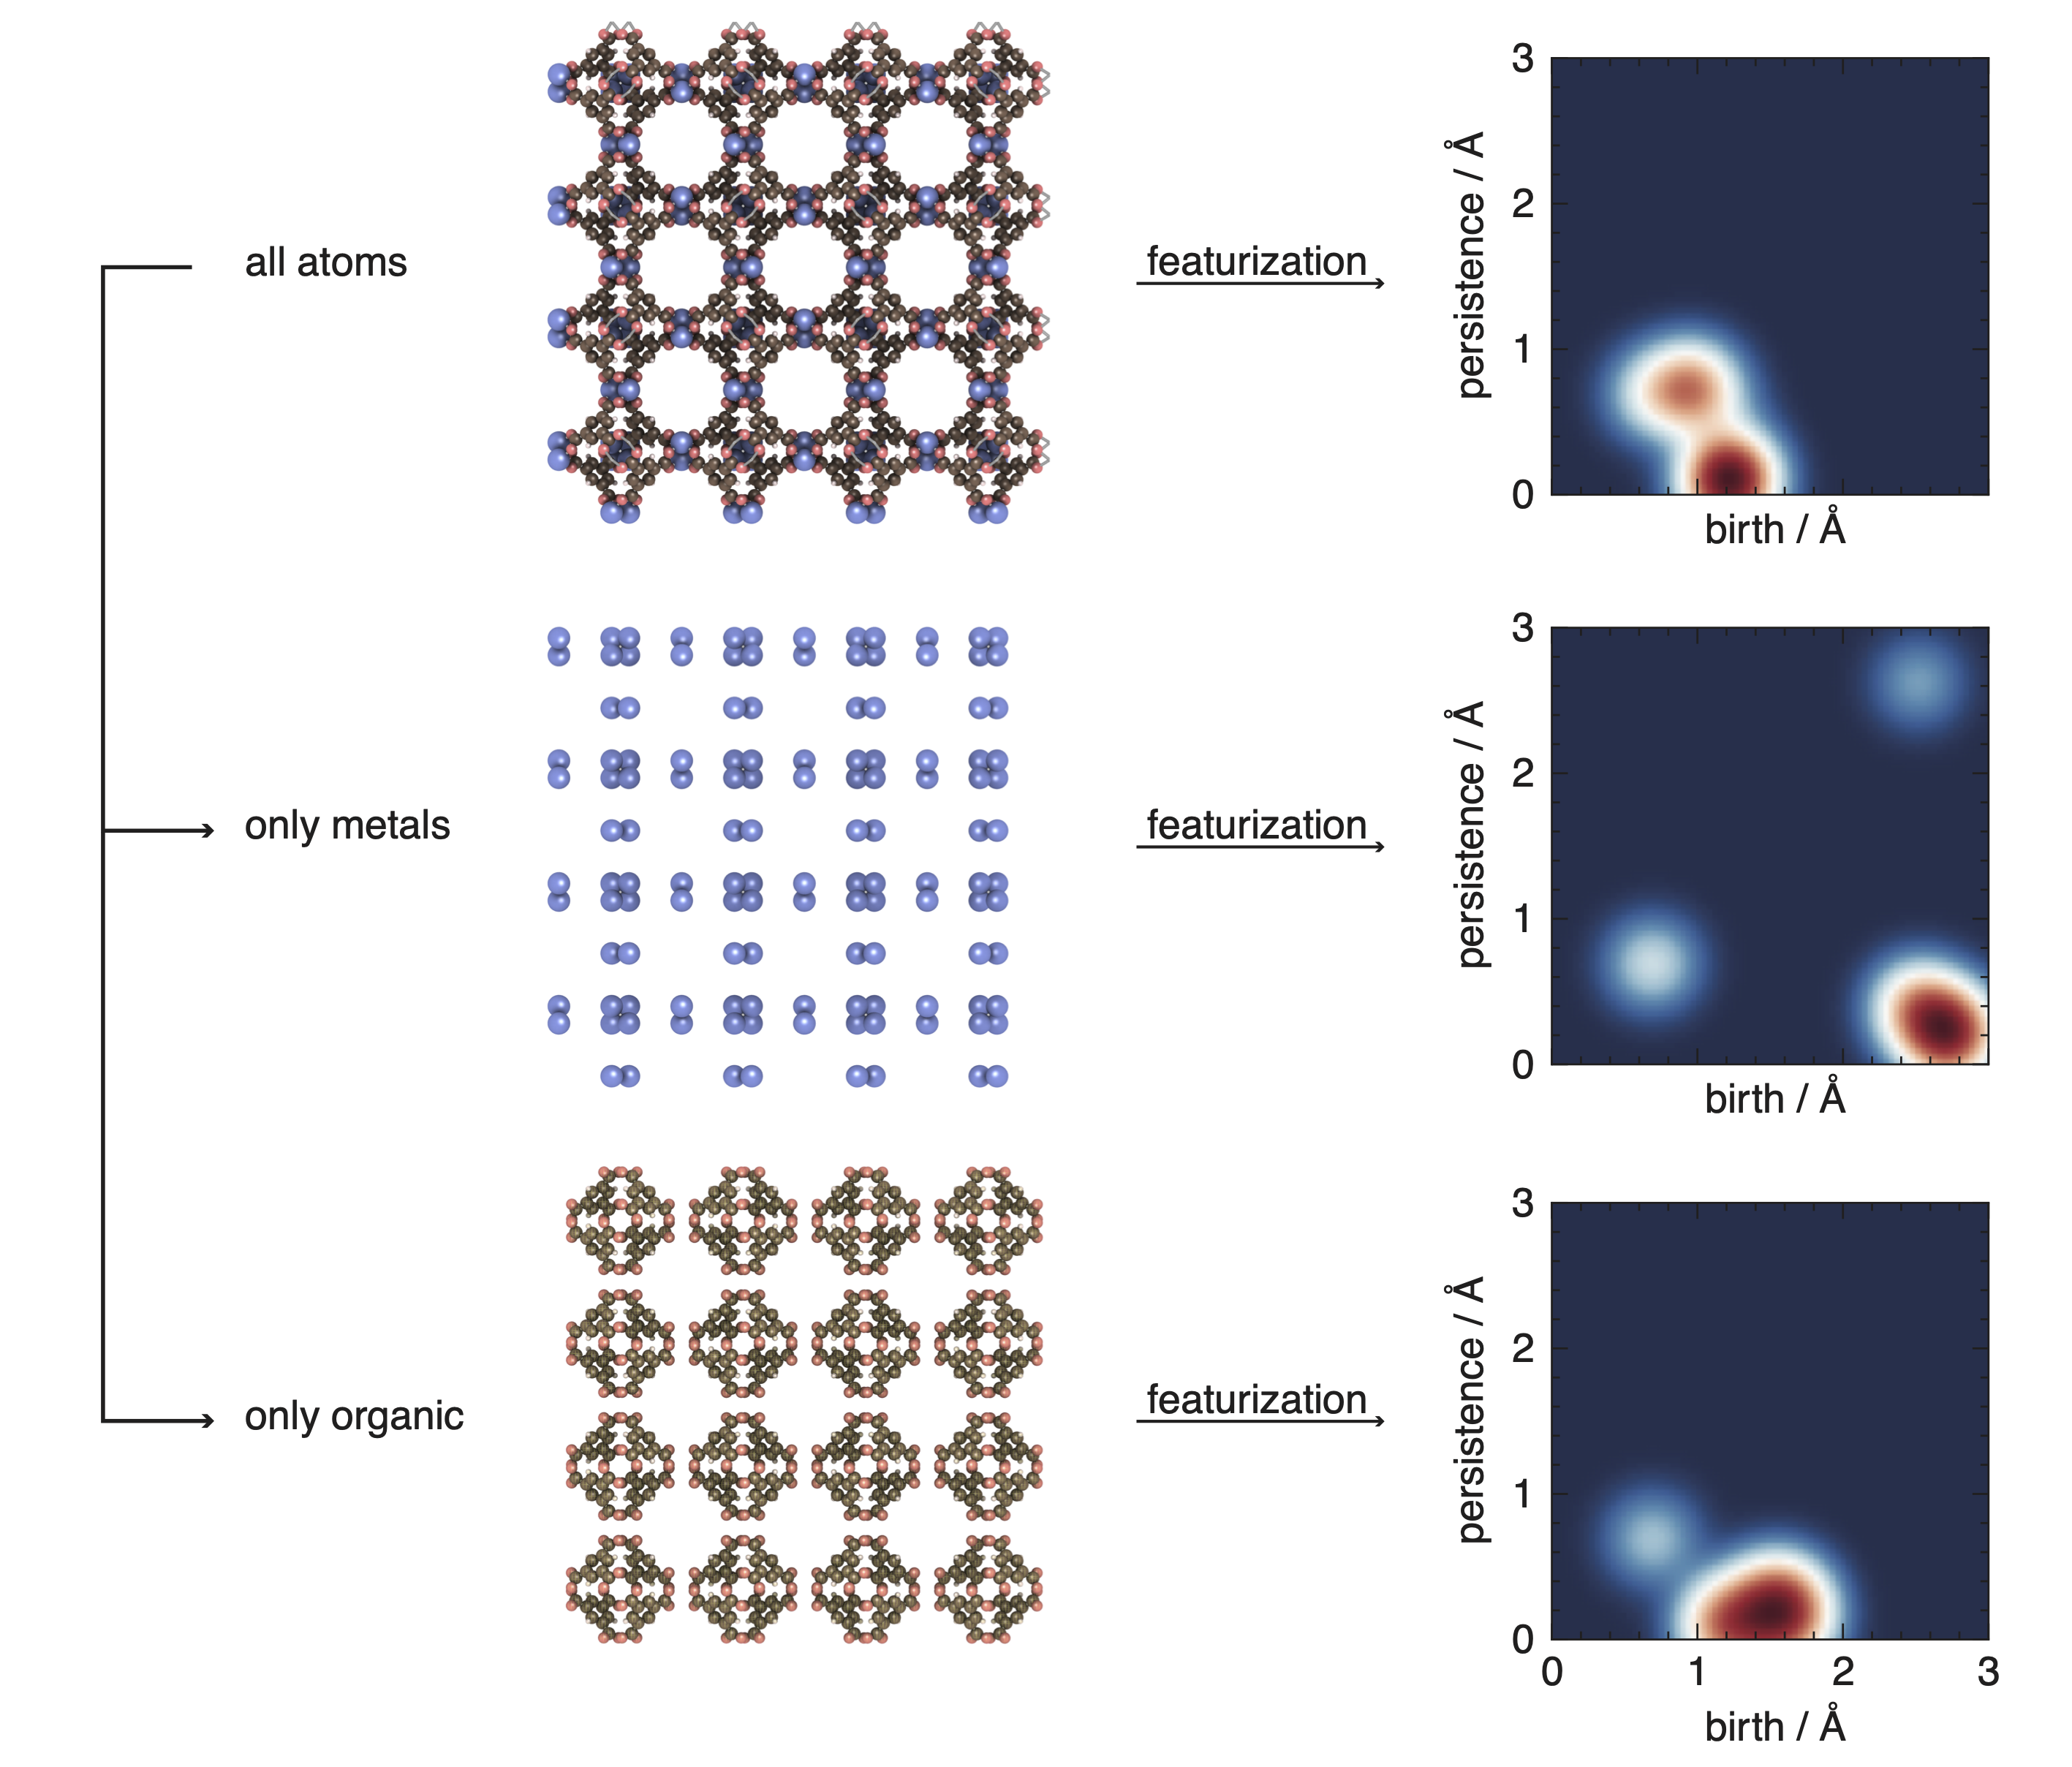 all atoms
featurization
3
2
1
0
persistence / Å
birth / Å
only metals
featurization
3
2
1
0
persistence / Å
birth / Å
only organic
featurization
3
2
1
0
persistence / Å
0 1 2 3
birth / Å